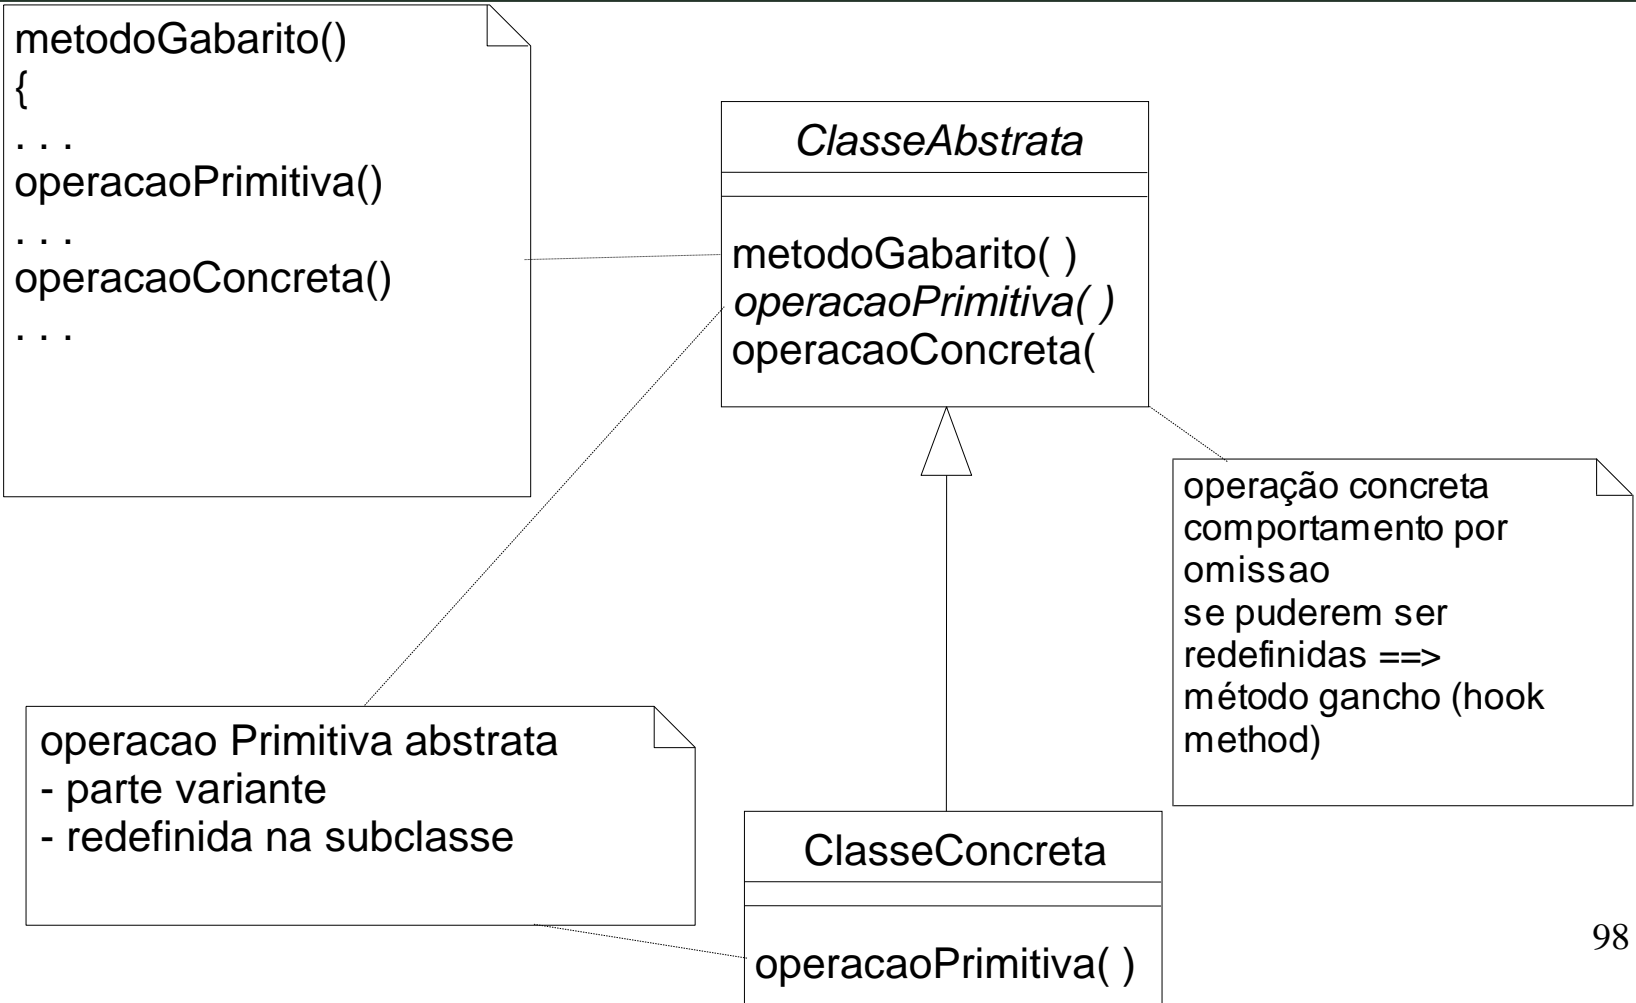 metodoGabarito()
{
. . .
operacaoPrimitiva()
. . .
operacaoConcreta()
. . .
ClasseAbstrata
metodoGabarito( )
operacaoPrimitiva( )
operacaoConcreta(
operação concreta
comportamento por
omissao
se puderem ser
redefinidas ==>
método gancho (hook
method)
operacao Primitiva abstrata
- parte variante
- redefinida na subclasse
ClasseConcreta
operacaoPrimitiva( )
98